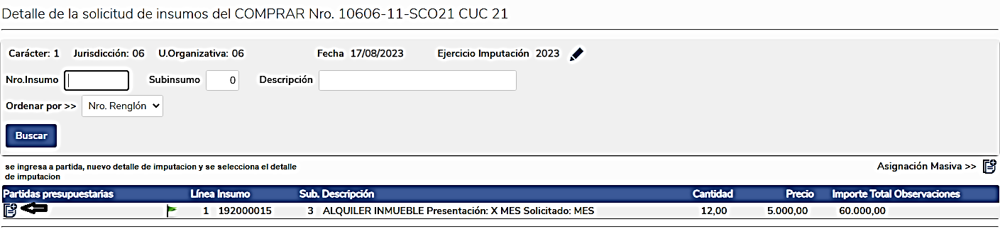 Detalle de la solicitud de insumos del COMPRAR Nro. 10606-11-SCO21 CUC 21
Carácter: 1 Jurisdicción: 06 U.Organizativa: 06 Fecha 17/08/2023 Ejercicio Imputación 2023
Nro.Insumo Subinsumo 0 Descripción
Ordenar por >> Nro. Renglón
Buscar
se ingresa a partida, nuevo detalle de imputacion y se selecciona el detalle
de imputacion
Asignación Masiva >>
Partidas presupuestarias Línea Insumo Sub. Descripción Cantidad Precio Importe Total Observaciones
1 192000015 3 ALQUILER INMUEBLE Presentación: X MES Solicitado: MES 12,00 5.000,00 60.000,00